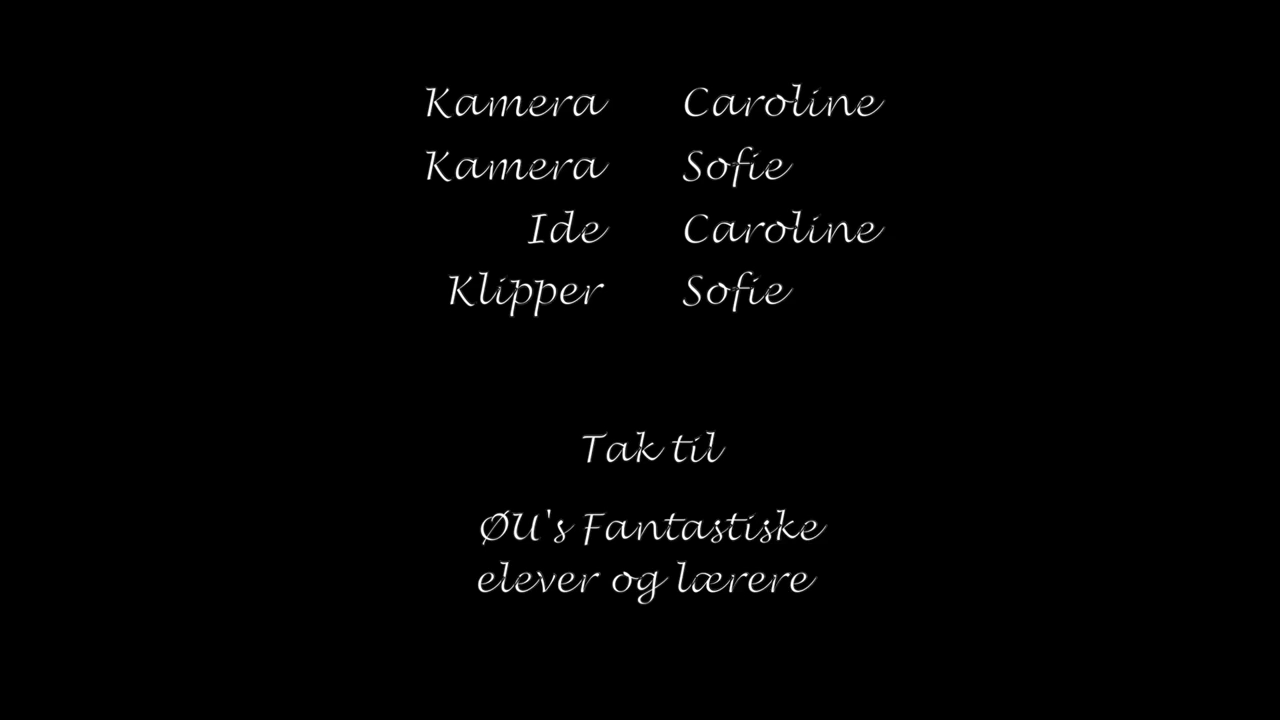 Kamera Caroline
Kamera Sofie
Ide Caroline
Klipper Sofie
Tak til
ØU's Fantastiske
elever og lærere